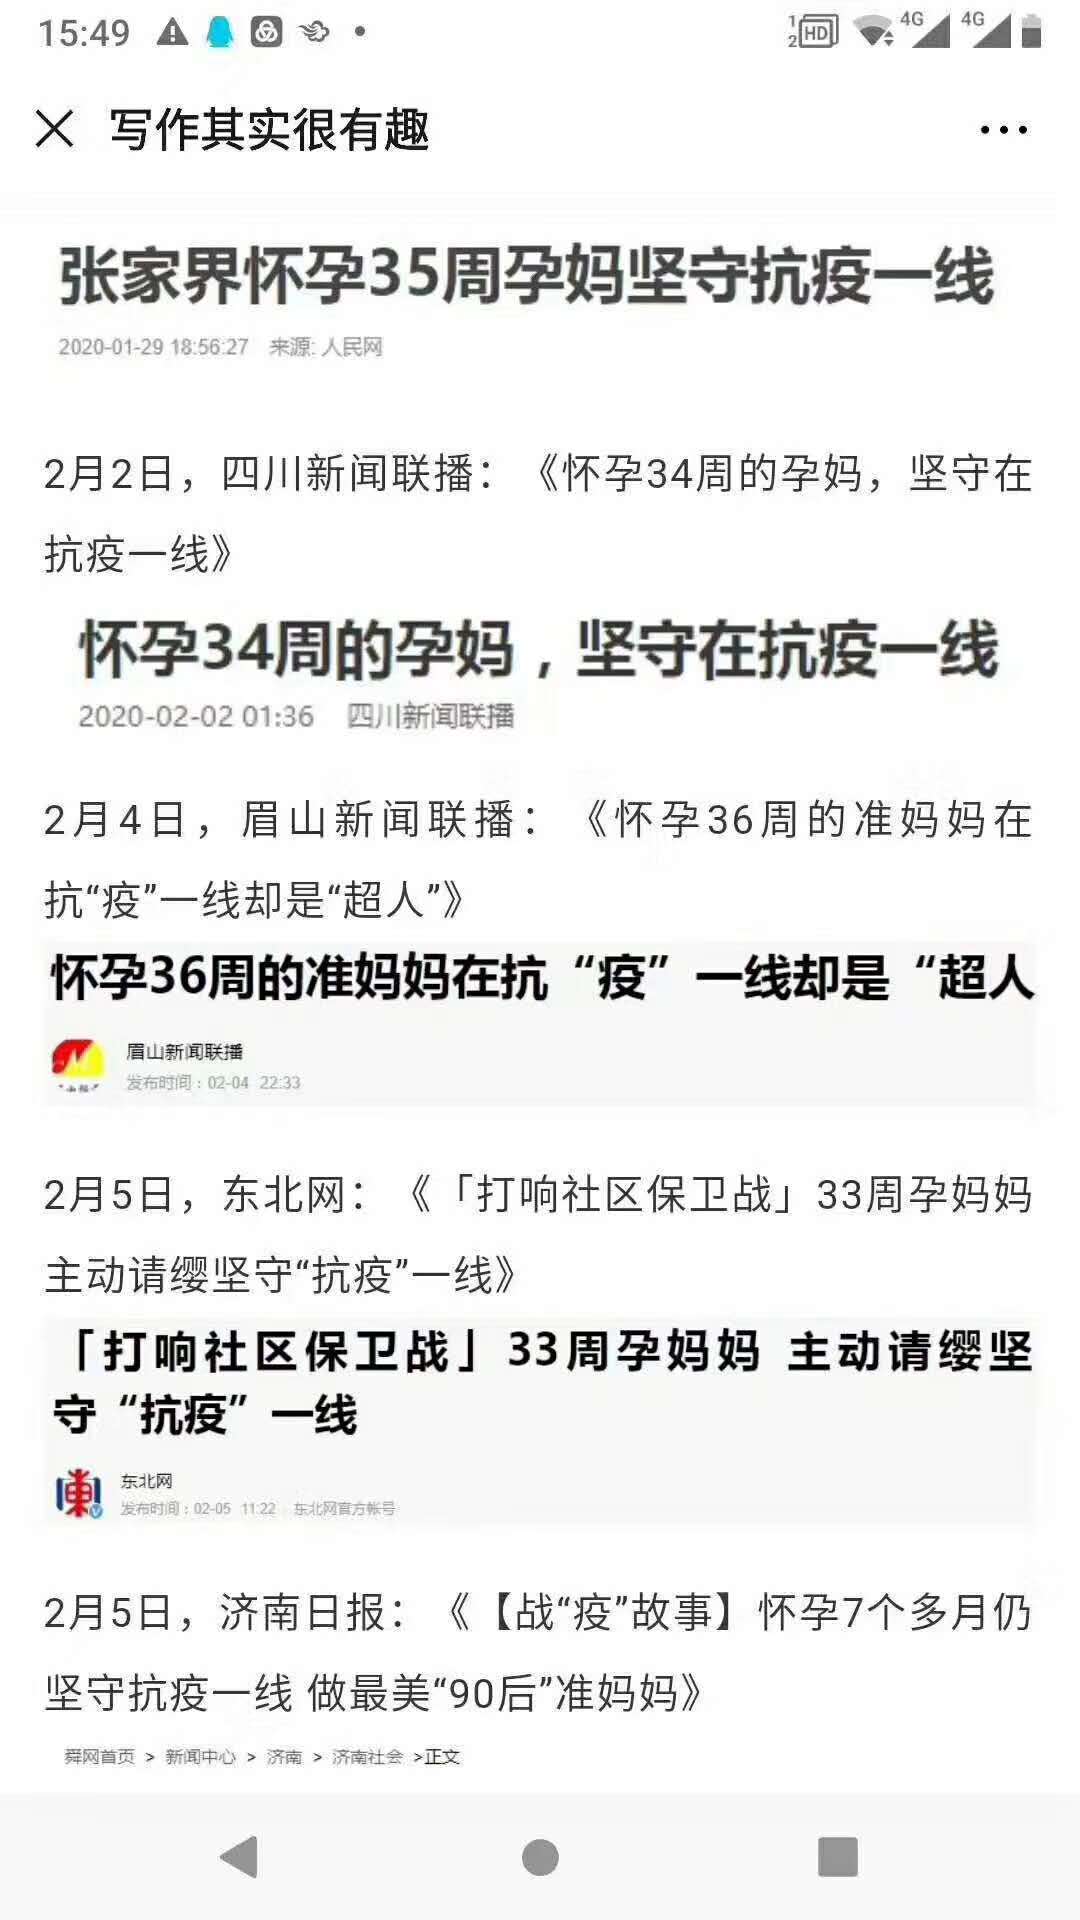 15:49
1
2 HD
4G
4G
写作其实很有趣
张家界怀孕35周孕妈坚守抗疫一线
2020-01-29 18:56:27 来源: 人民网
2月2日，四川新闻联播：《怀孕34周的孕妈，坚守在
抗疫一线》
怀孕34周的孕妈，坚守在抗疫一线
2020-02-02 01:36 四川新闻联播
2月4日，眉山新闻联播：《怀孕36周的准妈妈在
抗“疫”一线却是“超人”》
怀孕36周的准妈妈在抗“疫”一线却是“超人
眉山新闻联播
发布时间：02-04 22:33
2月5日，东北网：《「打响社区保卫战」33周孕妈妈
主动请缨坚守“抗疫”一线》
「打响社区保卫战」33周孕妈妈 主动请缨坚
守“抗疫”一线
东北网
发布时间：02-05 11:22 东北网官方帐号
2月5日，济南日报：《【战“疫”故事】怀孕7个多月仍
坚守抗疫一线 做最美“90后”准妈妈》
舜网首页 > 新闻中心 > 济南 > 济南社会 >正文